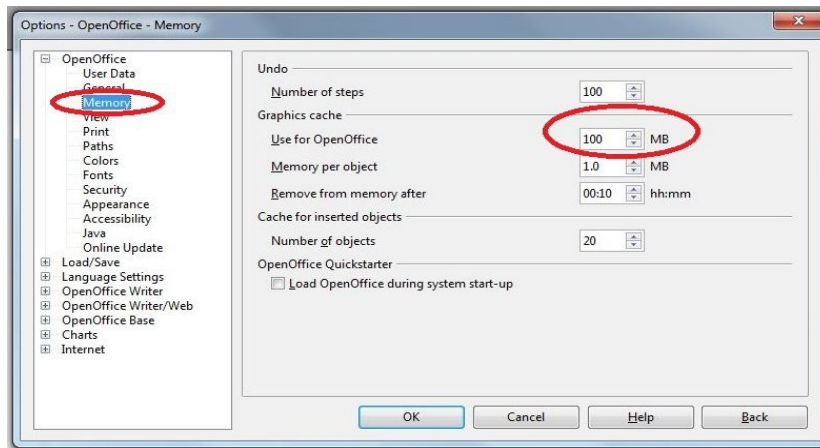 Options - OpenOffice - Memory
OpenOffice
User Data
General
Memory
View
Print
Paths
Colors
Fonts
Security
Appearance
Accessibility
Java
Online Update
Load/Save
Language Settings
OpenOffice Writer
OpenOffice Writer/Web
OpenOffice Base
Charts
Internet
Undo
Number of steps 100
Graphics cache
Use for OpenOffice 100 MB
Memory per object 1.0 MB
Remove from memory after 00:10 hh:mm
Cache for inserted objects
Number of objects 20
OpenOffice Quickstarter
Load OpenOffice during system start-up
OK Cancel Help Back